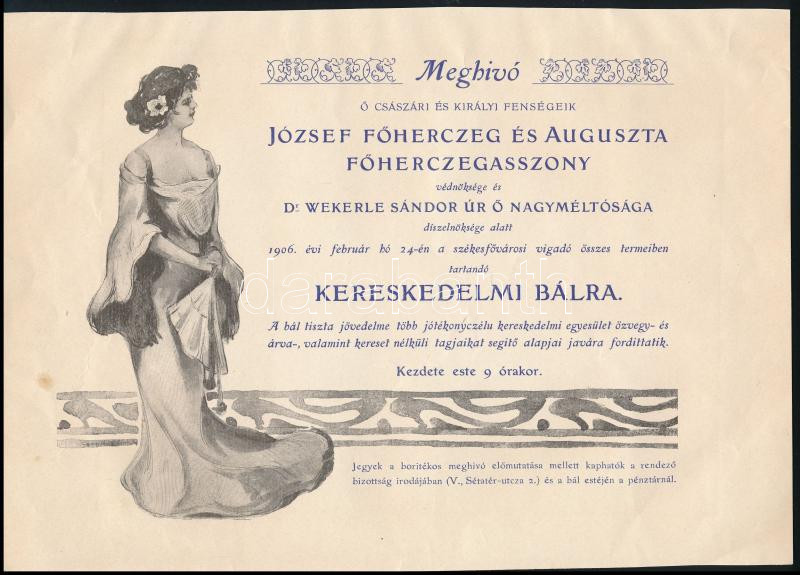 Meghivó
Ő CSÁSZÁRI ÉS KIRÁLYI FENSÉGEIK
JÓZSEF FŐHERCZEG ÉS AUGUSZTA
FŐHERCZEGASSZONY
védnöksége és
Dr WEKERLE SÁNDOR ÚR Ő NAGYMÉLTÓSÁGA
díszelnöksége alatt
1906. évi február hó 24-én a székesfővárosi vigadó összes termeiben
tartandó
KERESKEDELMI BÁLRA.
A bál tiszta jövedelme több jótékonyczélu kereskedelmi egyesület özvegy- és
árva-, valamint kereset nélküli tagjaikat segitő alapjai javára fordittatik.
Kezdete este 9 órakor.
Jegyek a boritékos meghivó előmutatása mellett kaphatók a rendező
bizottság irodájában (V., Sétatér-utcza 2.) és a bál estéjén a pénztárnál.
darabanth